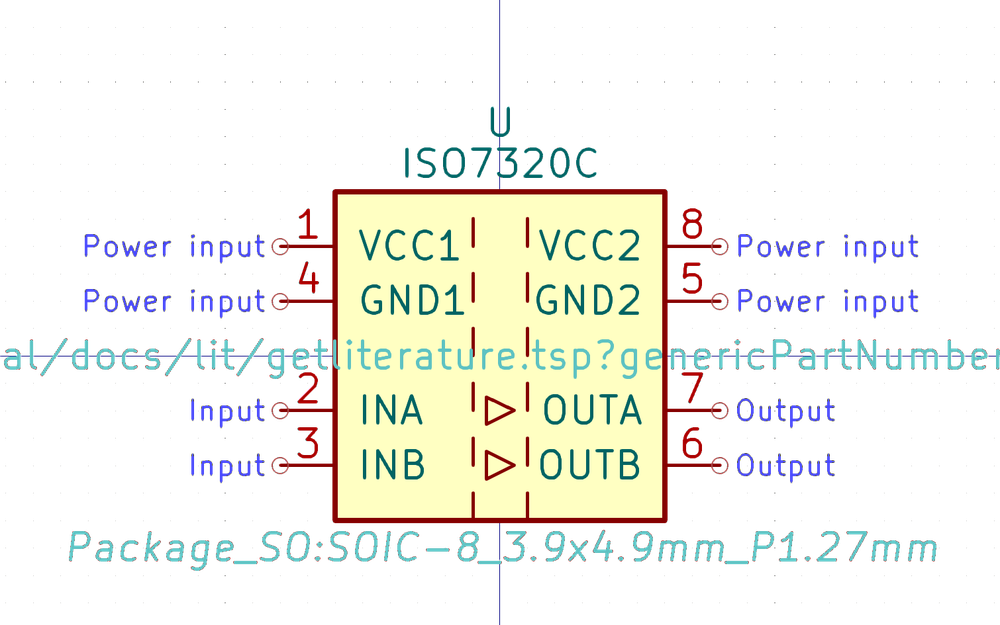 U
ISO7320C
Power input 1 VCC1 VCC2 8 Power input
Power input 4 GND1 GND2 5 Power input
al/docs/lit/getliterature.tsp?genericPartNumber
Input 2 INA OUTA 7 Output
Input 3 INB OUTB 6 Output
Package_SO:SOIC-8_3.9x4.9mm_P1.27mm